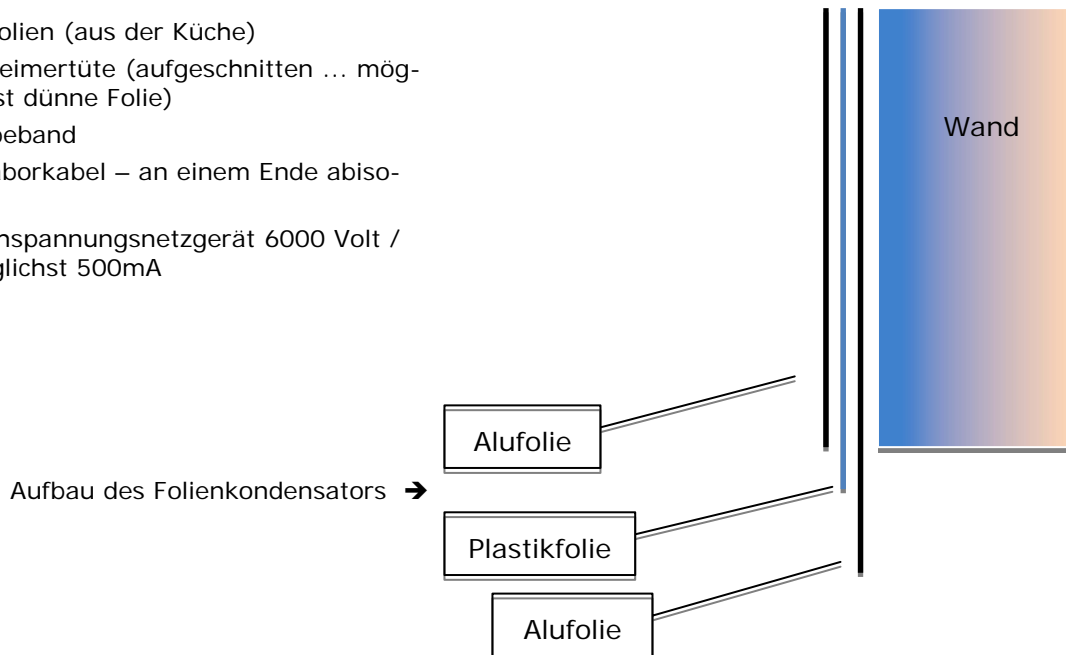 olien (aus der Küche)
eimertüte (aufgeschnitten … mög-
st dünne Folie)
beband
borkabel – an einem Ende abiso-
nspannungsnetzgerät 6000 Volt /
glichst 500mA
Wand
Alufolie
Aufbau des Folienkondensators ➔
Plastikfolie
Alufolie